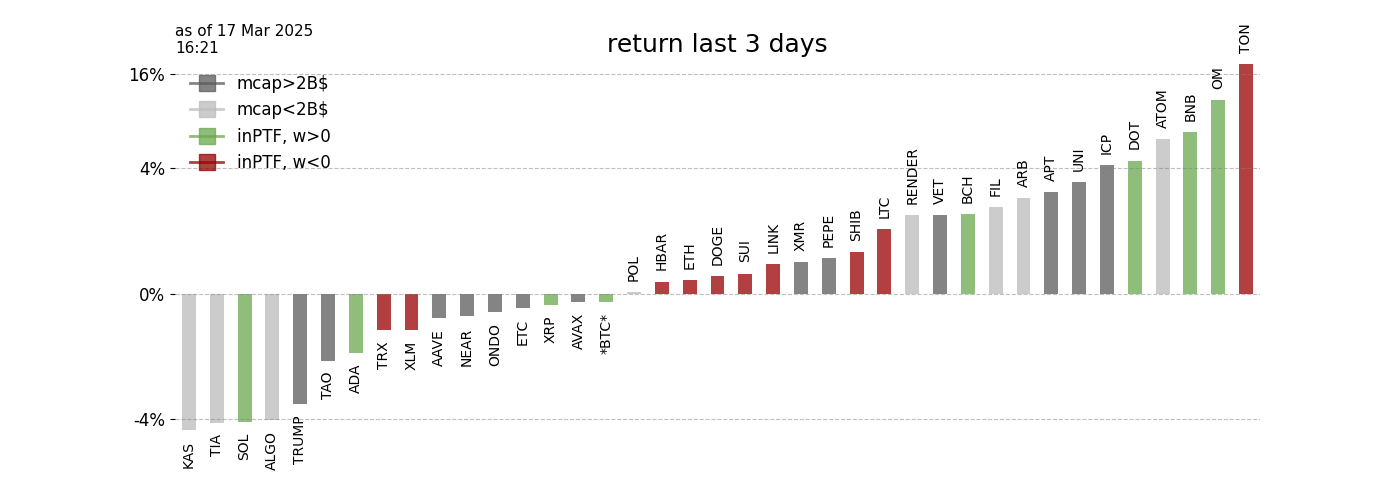 as of 17 Mar 2025
16:21
return last 3 days
16%
4%
0%
-4%
mcap>2B$
mcap<2B$
inPTF, w>0
inPTF, w<0
KAS
TIA
SOL
ALGO
TRUMP
TAO
ADA
TRX
XLM
AAVE
NEAR
ONDO
ETC
XRP
AVAX
*BTC*
POL
HBAR
ETH
DOGE
SUI
LINK
XMR
PEPE
SHIB
LTC
RENDER
VET
BCH
FIL
ARB
APT
UNI
ICP
DOT
ATOM
BNB
OM
TON